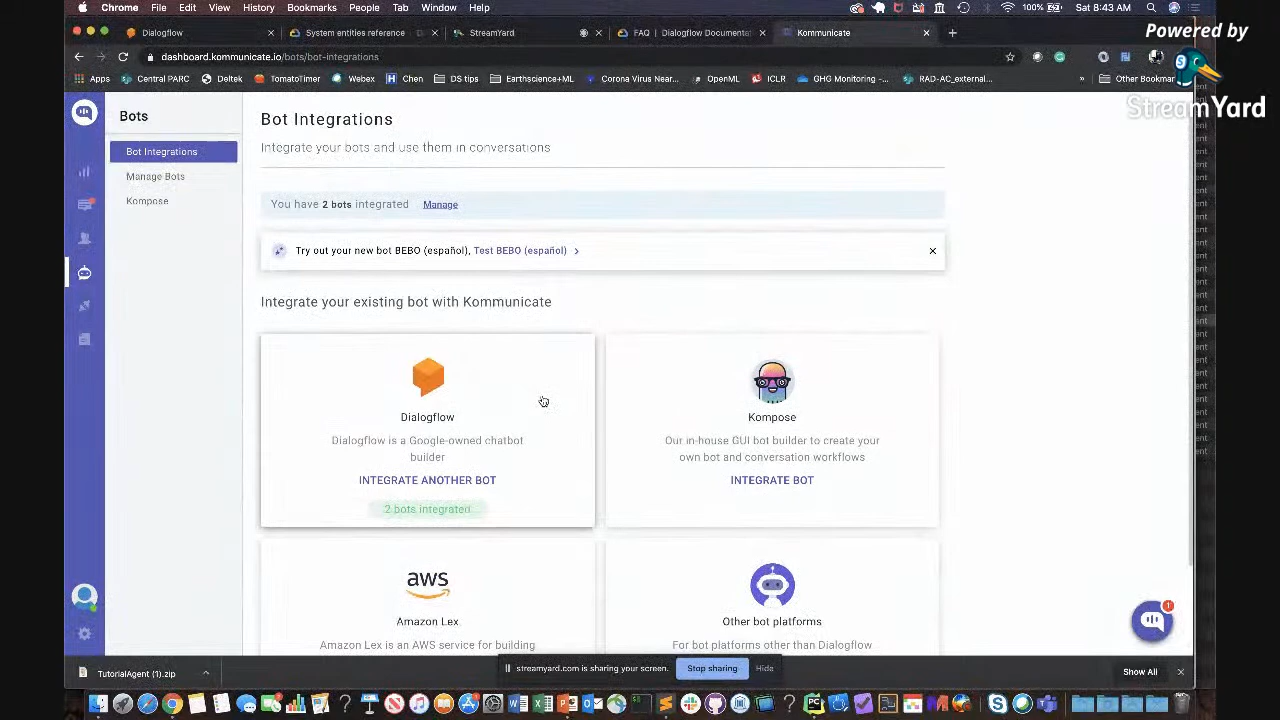 Chrome File Edit View History Bookmarks People Tab Window Help
100% Sat 8:43 AM
Powered by
StreamYard
Dialogflow
System entities reference
StreamYard
FAQ | Dialogflow Documenta
Kommunicate
dashboard.kommunicate.io/bots/bot-integrations
Apps
Central PARC
Deltek
TomatoTimer
Webex
Chen
DS tips
Earthscience+ML
Corona Virus Near...
OpenML
ICLR
GHG Monitoring -...
RAD-AC_external...
»
Other Bookmar
Bots
Bot Integrations
Manage Bots
Kompose
Bot Integrations
Integrate your bots and use them in conversations
You have 2 bots integrated Manage
Try out your new bot BEBO (español), Test BEBO (español) >
Integrate your existing bot with Kommunicate
Dialogflow
Dialogflow is a Google-owned chatbot
builder
INTEGRATE ANOTHER BOT
2 bots integrated
Kompose
Our in-house GUI bot builder to create your
own bot and conversation workflows
INTEGRATE BOT
aws
Amazon Lex
Amazon Lex is an AWS service for building
Other bot platforms
For bot platforms other than Dialogflow
1
TutorialAgent (1).zip
streamyard.com is sharing your screen.
Stop sharing
Hide
Show All